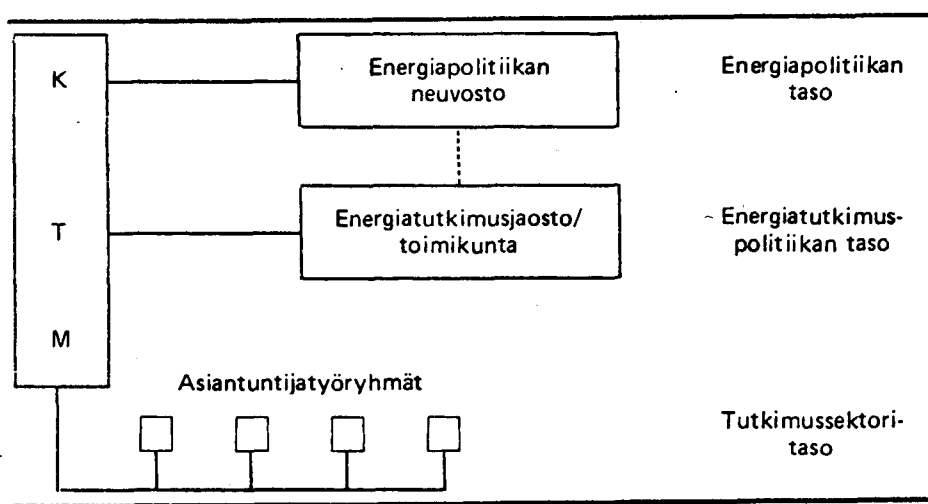 K
Energiapolitiikan
neuvosto
Energiapolitiikan
taso
T
Energiatutkimusjaosto/
toimikunta
Energiatutkimus-
politiikan taso
M
Asiantuntijatyöryhmät
Tutkimussektori-
taso